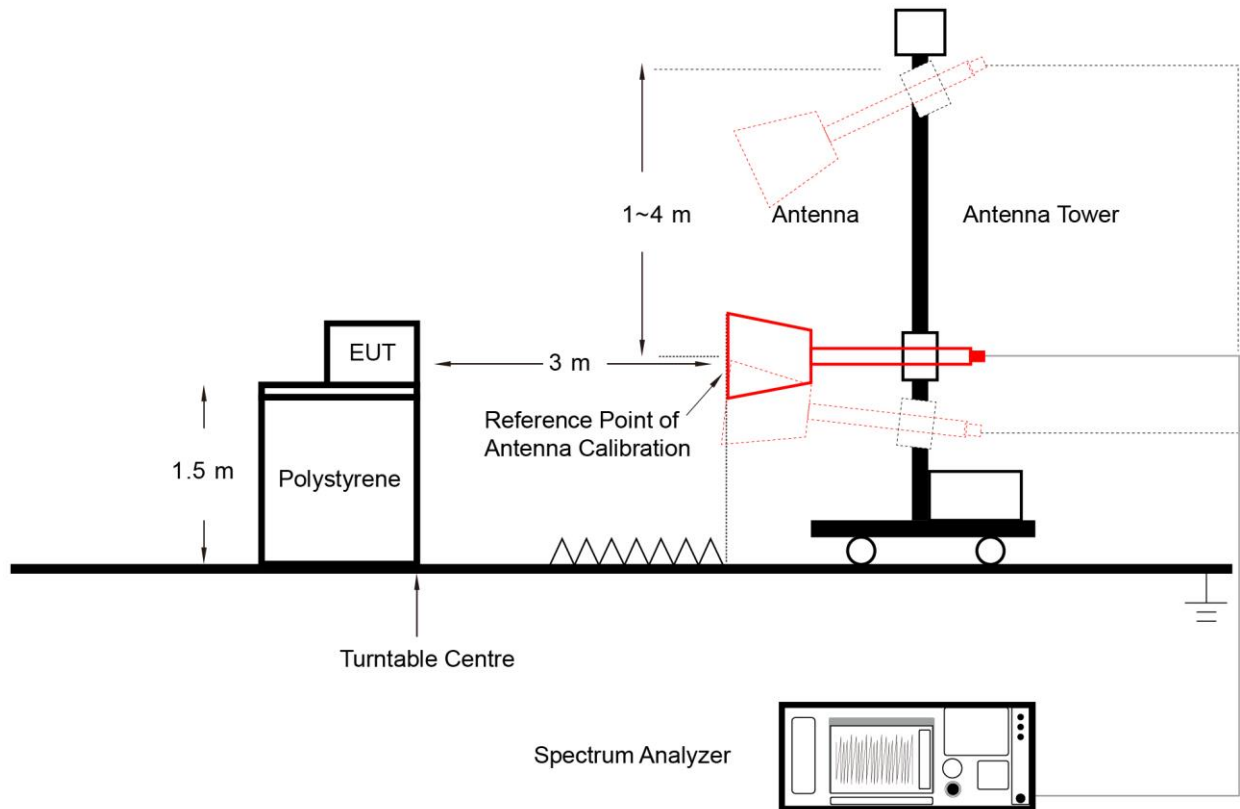 1~4 m
Antenna
Antenna Tower
EUT
3 m
Reference Point of
Antenna Calibration
1.5 m
Polystyrene
Turntable Centre
Spectrum Analyzer